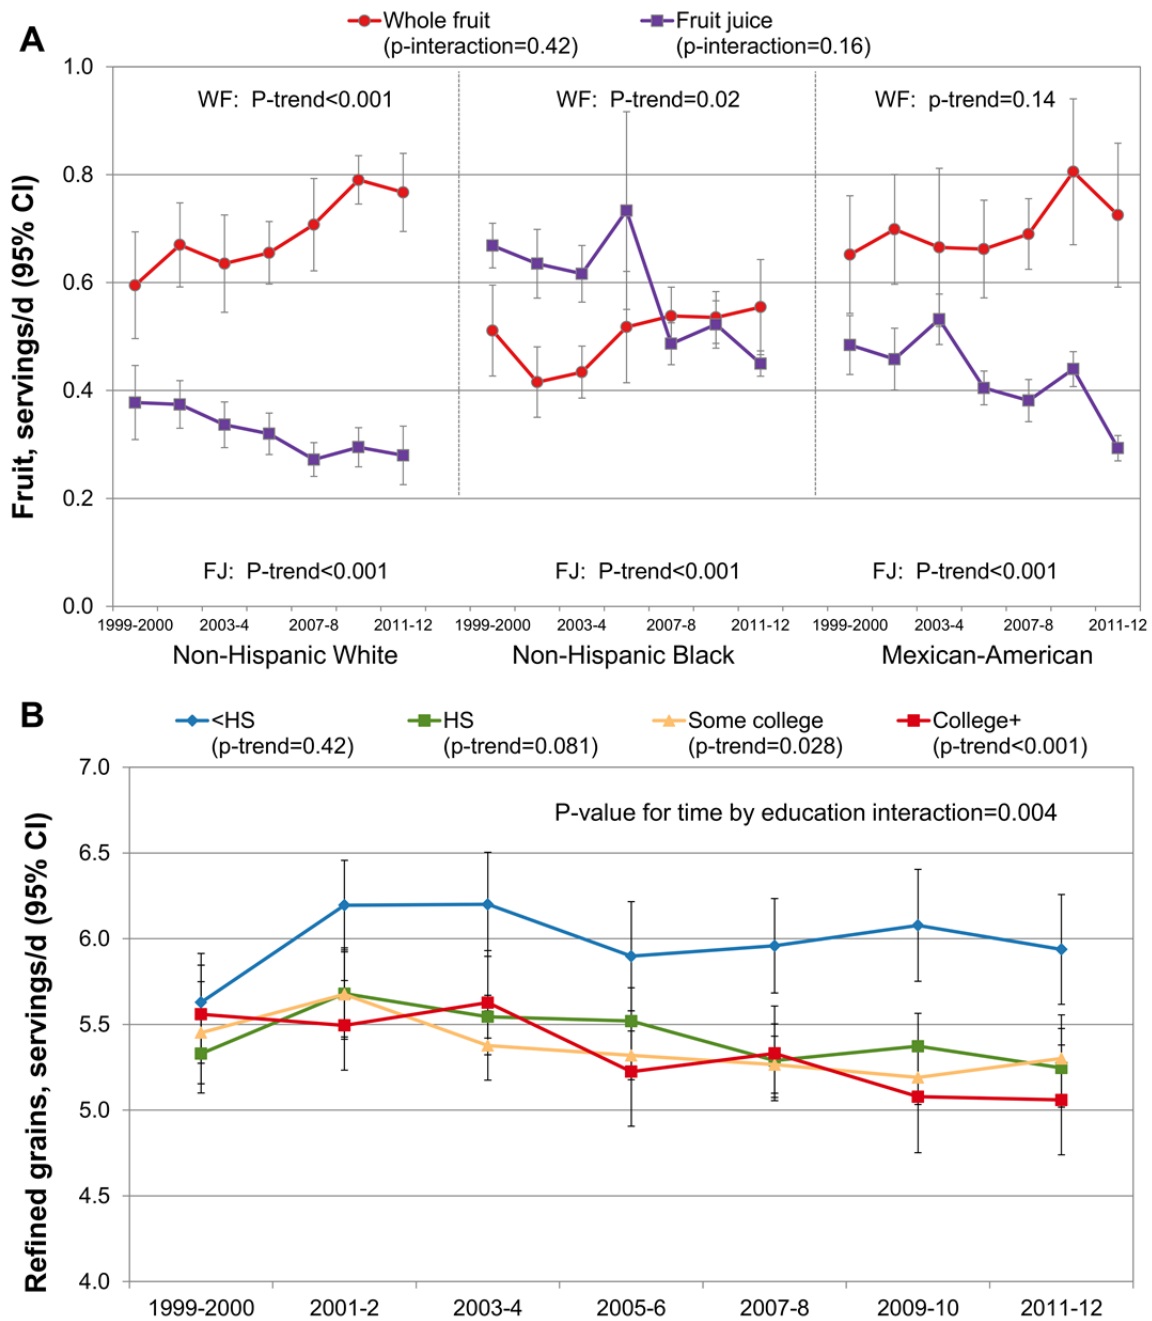 A
Whole fruit
(p-interaction=0.42)
Fruit juice
(p-interaction=0.16)
Fruit, servings/d (95% CI)
1.0
0.8
0.6
0.4
0.2
0.0
WF: P-trend<0.001
WF: P-trend=0.02
WF: p-trend=0.14
FJ: P-trend<0.001
FJ: P-trend<0.001
FJ: P-trend<0.001
1999-2000 2003-4 2007-8 2011-12 1999-2000 2003-4 2007-8 2011-12 1999-2000 2003-4 2007-8 2011-12
Non-Hispanic White
Non-Hispanic Black
Mexican-American
B
<HS
(p-trend=0.42)
HS
(p-trend=0.081)
Some college
(p-trend=0.028)
College+
(p-trend<0.001)
Refined grains, servings/d (95% CI)
7.0
6.5
6.0
5.5
5.0
4.5
4.0
P-value for time by education interaction=0.004
1999-2000 2001-2 2003-4 2005-6 2007-8 2009-10 2011-12